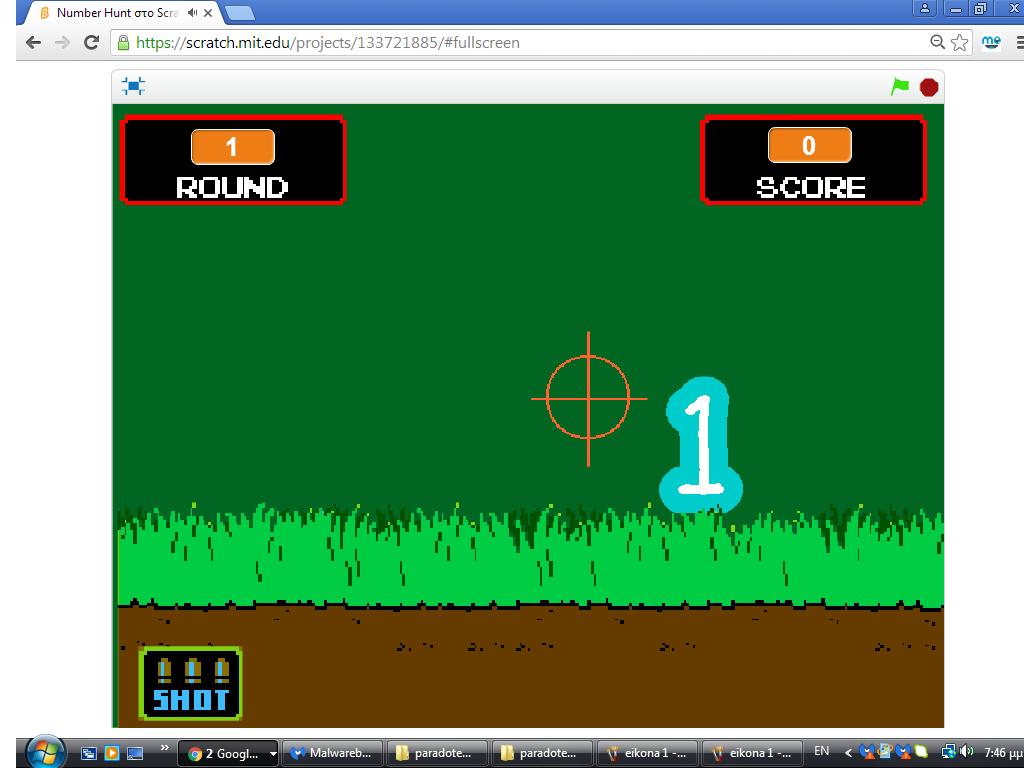 Number Hunt στο Scra
https://scratch.mit.edu/projects/133721885/#fullscreen
me
1
ROUND
0
SCORE
1
SHOT
2 Googl...
Malwareb...
paradote...
paradote...
eikona 1 -...
eikona 1 -...
EN
7:46 μμ